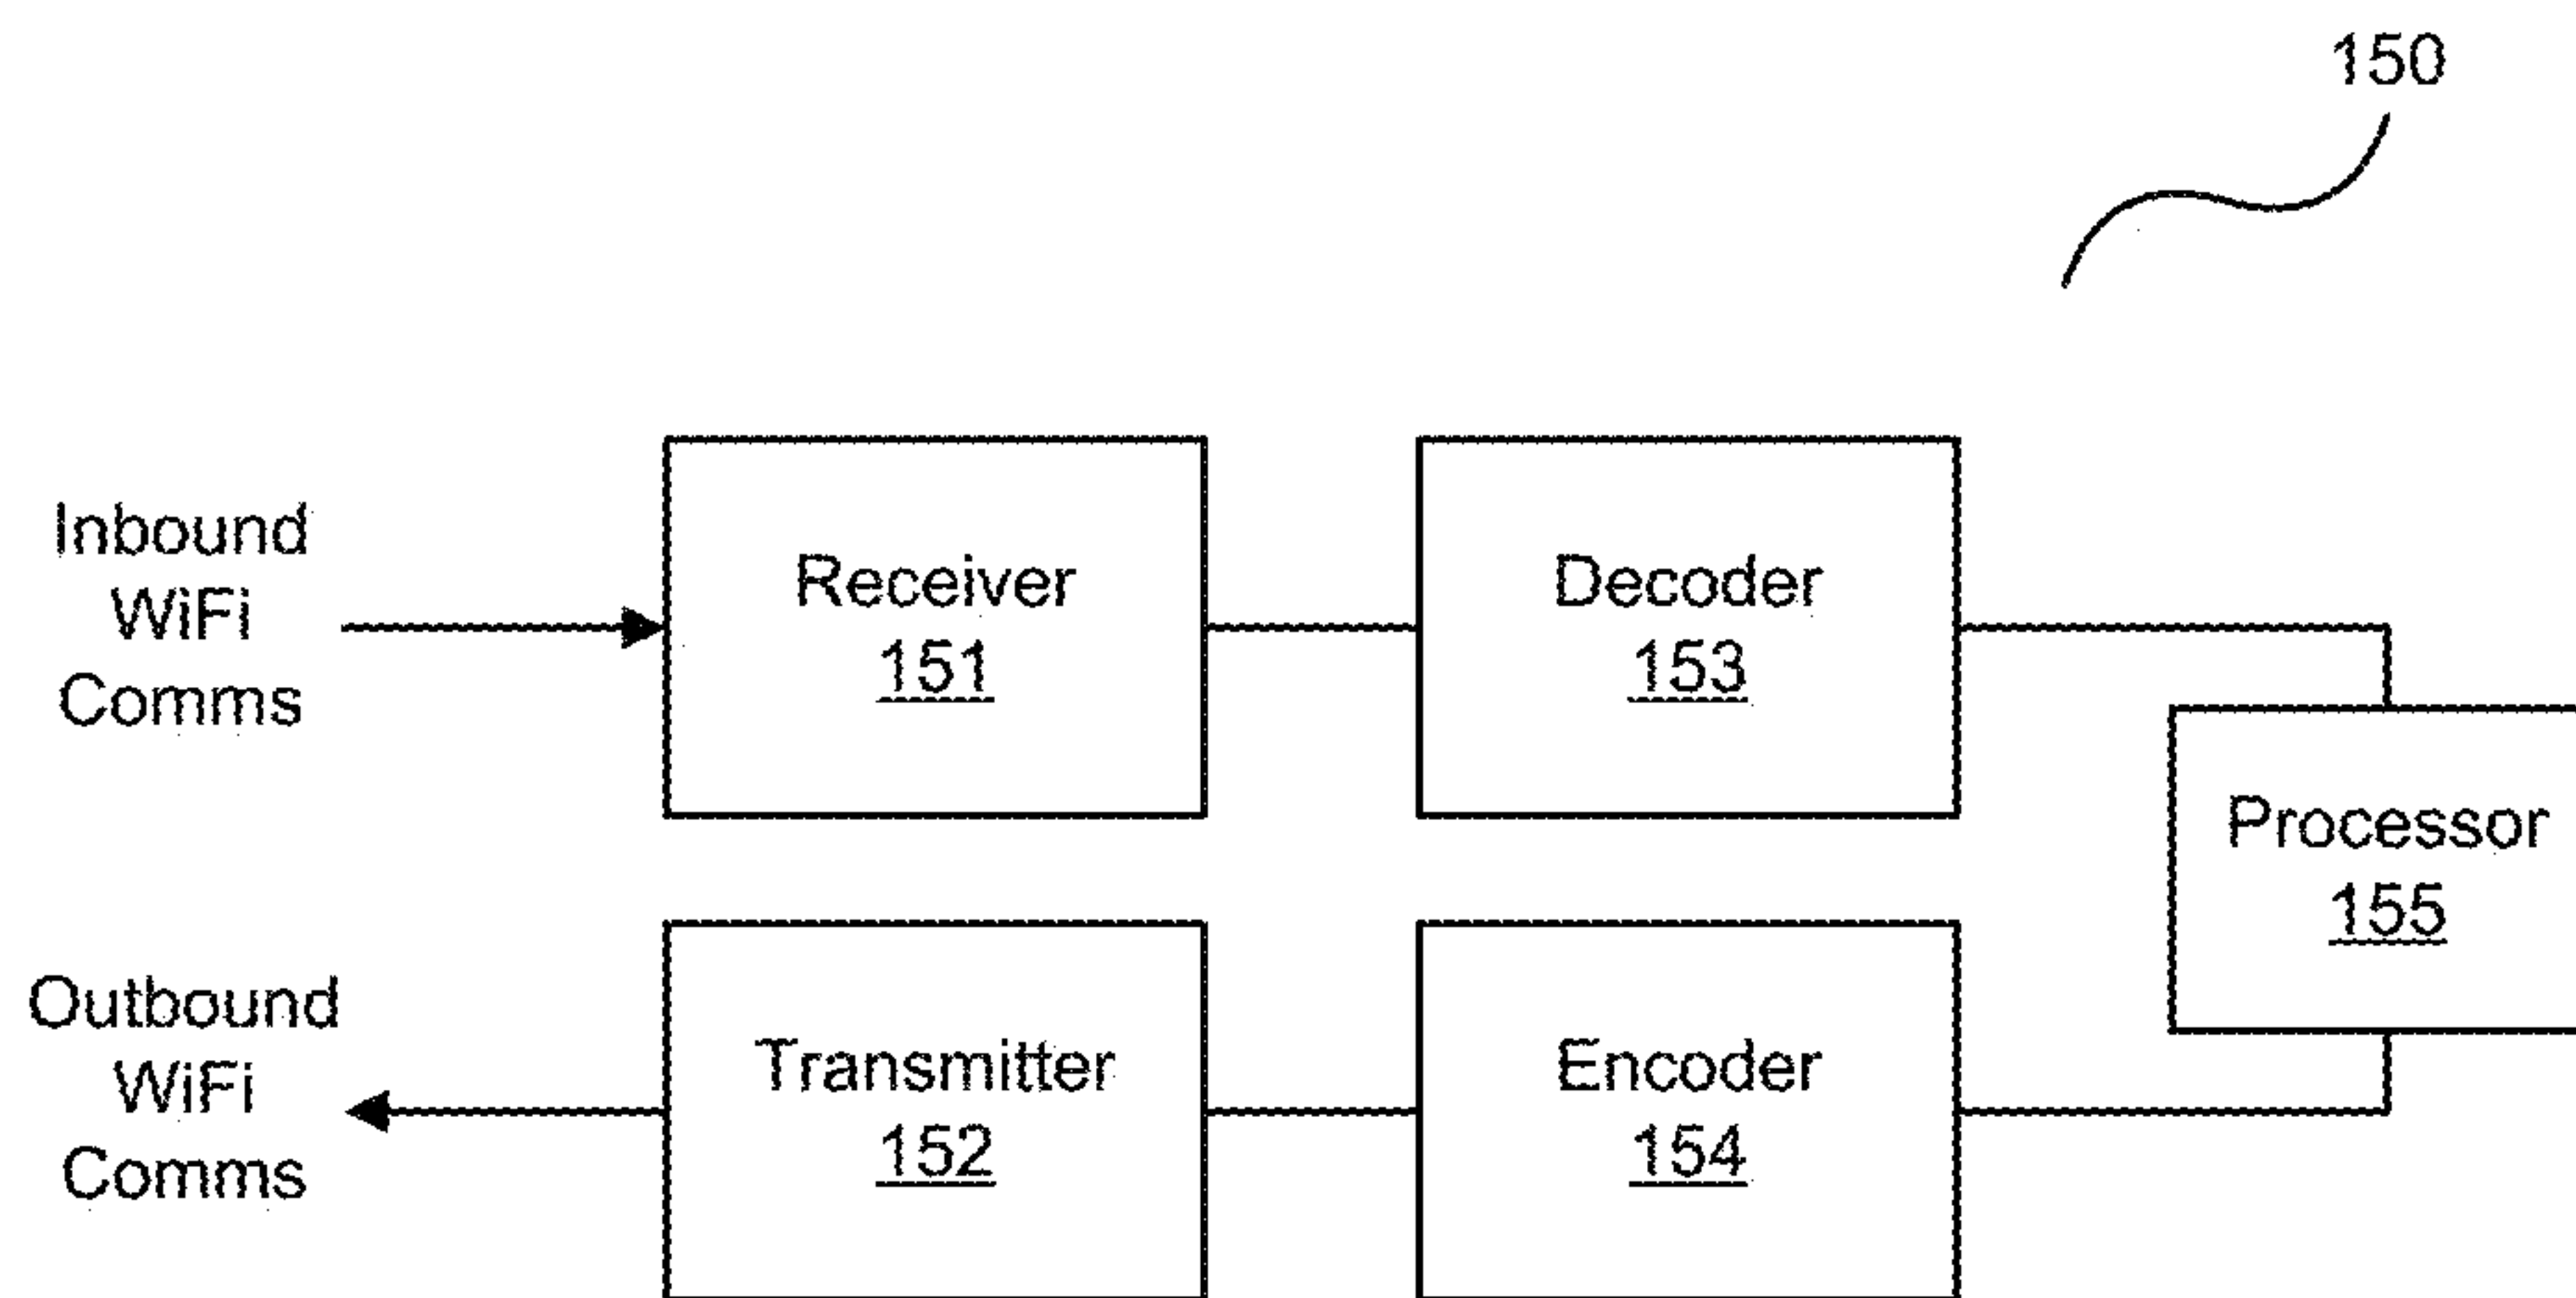 150
Inbound
WiFi
Comms
Receiver
151
Decoder
153
Processor
155
Outbound
WiFi
Comms
Transmitter
152
Encoder
154